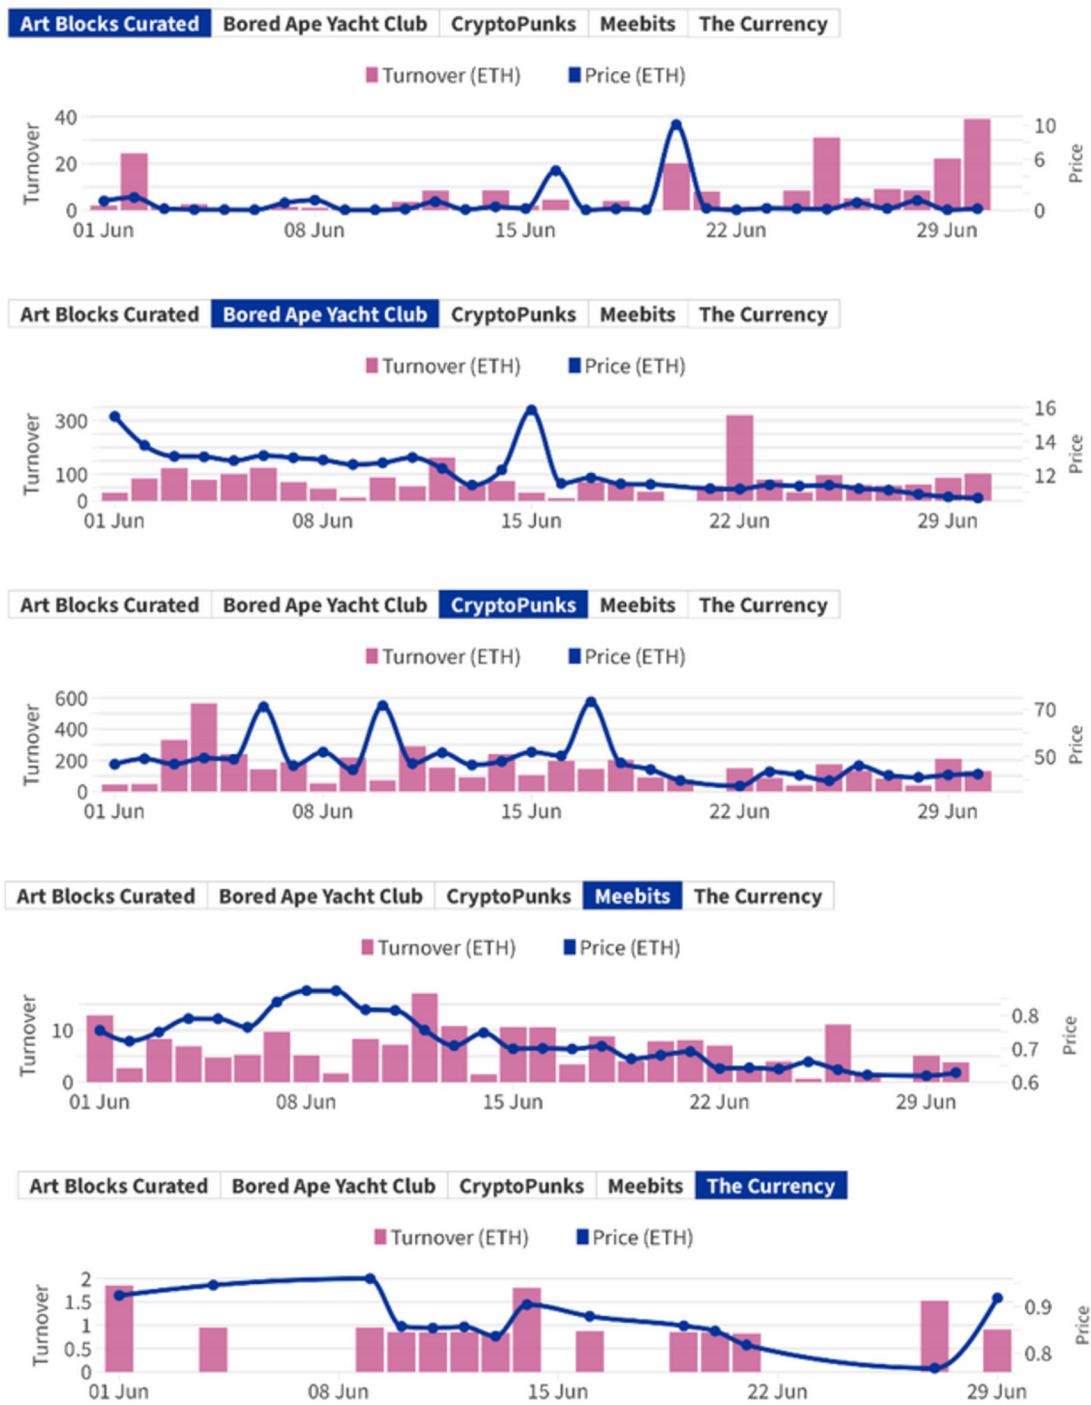 Art Blocks Curated Bored Ape Yacht Club CryptoPunks Meebits The Currency
Turnover (ETH) Price (ETH)
Turnover
40
20
0
10
6
0
Price
01 Jun 08 Jun 15 Jun 22 Jun 29 Jun
Art Blocks Curated Bored Ape Yacht Club CryptoPunks Meebits The Currency
Turnover (ETH) Price (ETH)
Turnover
300
100
0
16
14
12
Price
01 Jun 08 Jun 15 Jun 22 Jun 29 Jun
Art Blocks Curated Bored Ape Yacht Club CryptoPunks Meebits The Currency
Turnover (ETH) Price (ETH)
Turnover
600
400
200
0
70
50
Price
01 Jun 08 Jun 15 Jun 22 Jun 29 Jun
Art Blocks Curated Bored Ape Yacht Club CryptoPunks Meebits The Currency
Turnover (ETH) Price (ETH)
Turnover
10
0
0.8
0.7
0.6
Price
01 Jun 08 Jun 15 Jun 22 Jun 29 Jun
Art Blocks Curated Bored Ape Yacht Club CryptoPunks Meebits The Currency
Turnover (ETH) Price (ETH)
Turnover
2
1.5
1
0.5
0
0.9
0.8
Price
01 Jun 08 Jun 15 Jun 22 Jun 29 Jun